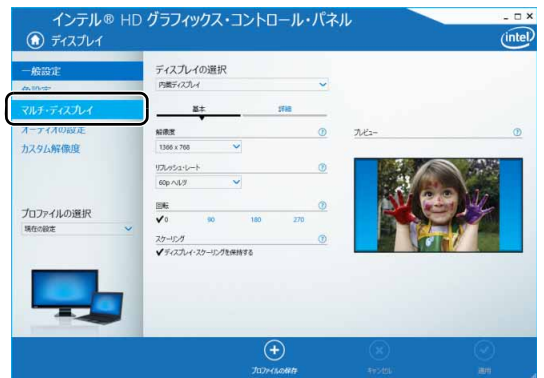 インテル® HD グラフィックス・コントロール・パネル
ディスプレイ
intel
一般設定
色設定
マルチ・ディスプレイ
オーディオの設定
カスタム解像度
プロファイルの選択
現在の設定
ディスプレイの選択
内蔵ディスプレイ
基本 詳細
解像度
1366 x 768
リフレッシュ・レート
60p ヘルツ
回転
0 90 180 270
スケーリング
ディスプレイ・スケーリングを保持する
プレビュー
プロファイルの保存
キャンセル
適用